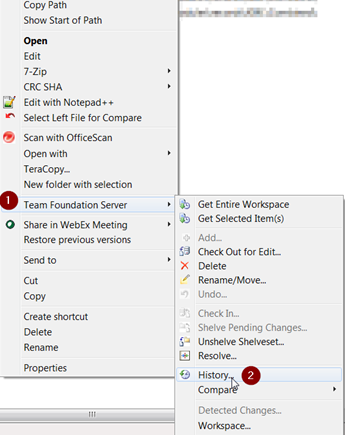 Copy Path
Show Start of Path
Open
Edit
7-Zip
CRC SHA
Edit with Notepad++
Select Left File for Compare
Scan with OfficeScan
Open with
TeraCopy...
New folder with selection
1
Team Foundation Server
Share in WebEx Meeting
Restore previous versions
Send to
Cut
Copy
Create shortcut
Delete
Rename
Properties
Get Entire Workspace
Get Selected Item(s)
Add...
Check Out for Edit...
Delete
Rename/Move...
Undo...
Check In...
Shelve Pending Changes...
Unshelve Shelveset...
Resolve...
History...
2
Compare
Detected Changes...
Workspace...